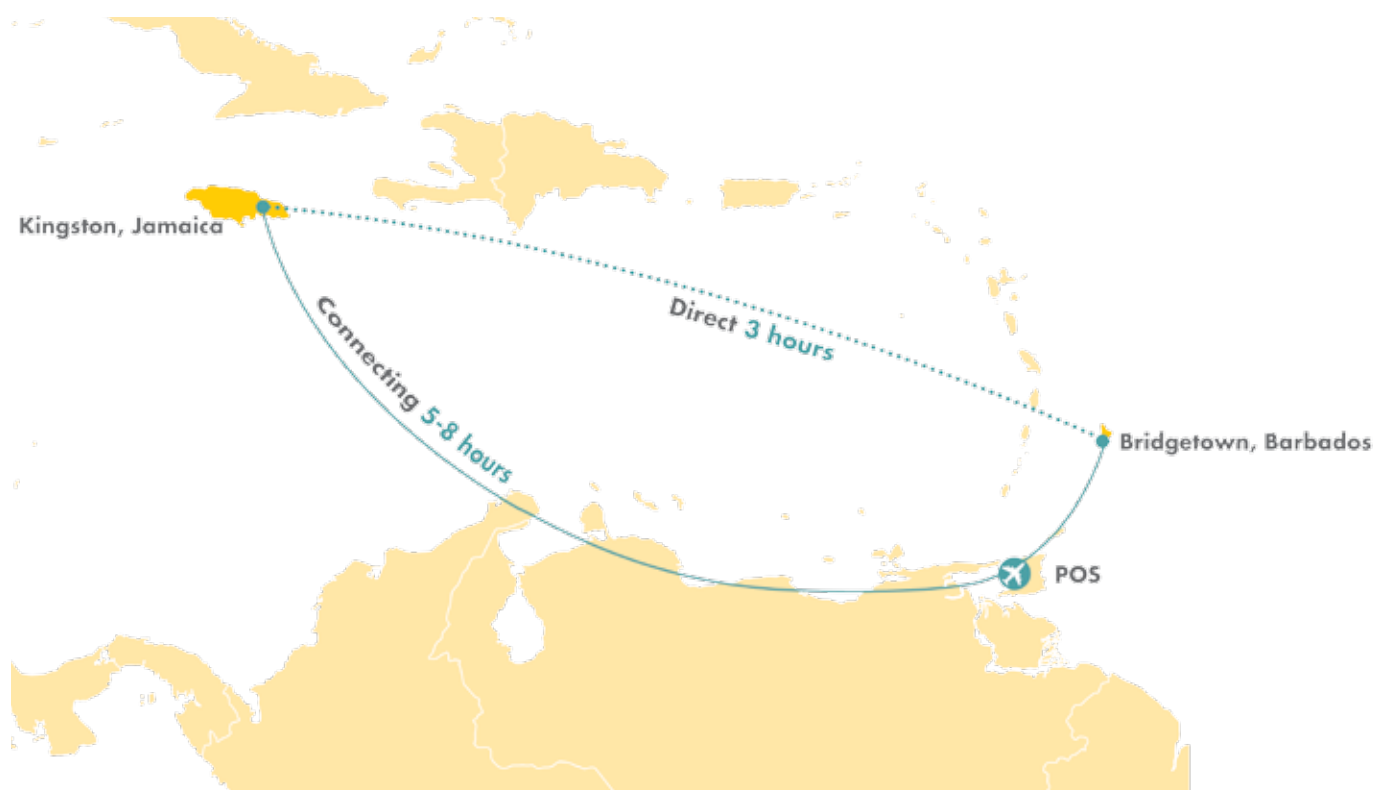 Kingston, Jamaica
Direct 3 hours
Connecting 5-8 hours
Bridgetown, Barbados
POS